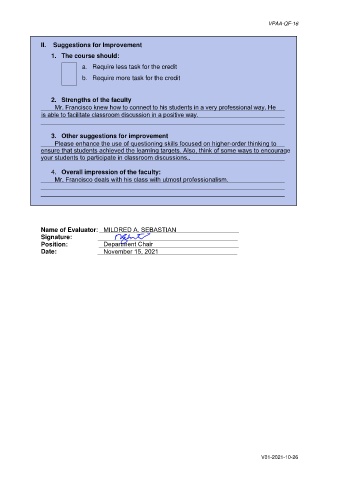 VPAA-QF-16
II. Suggestions for Improvement
1. The course should:
a. Require less task for the credit
b. Require more task for the credit
2. Strengths of the faculty
Mr. Francisco knew how to connect to his students in a very professional way. He
is able to facilitate classroom discussion in a positive way.
3. Other suggestions for improvement
Please enhance the use of questioning skills focused on higher-order thinking to
ensure that students achieved the learning targets. Also, think of some ways to encourage
your students to participate in classroom discussions..
4. Overall impression of the faculty:
Mr. Francisco deals with his class with utmost professionalism.
Name of Evaluator: MILDRED A. SEBASTIAN
Signature:
Position: Department Chair
Date: November 15, 2021
V01-2021-10-26